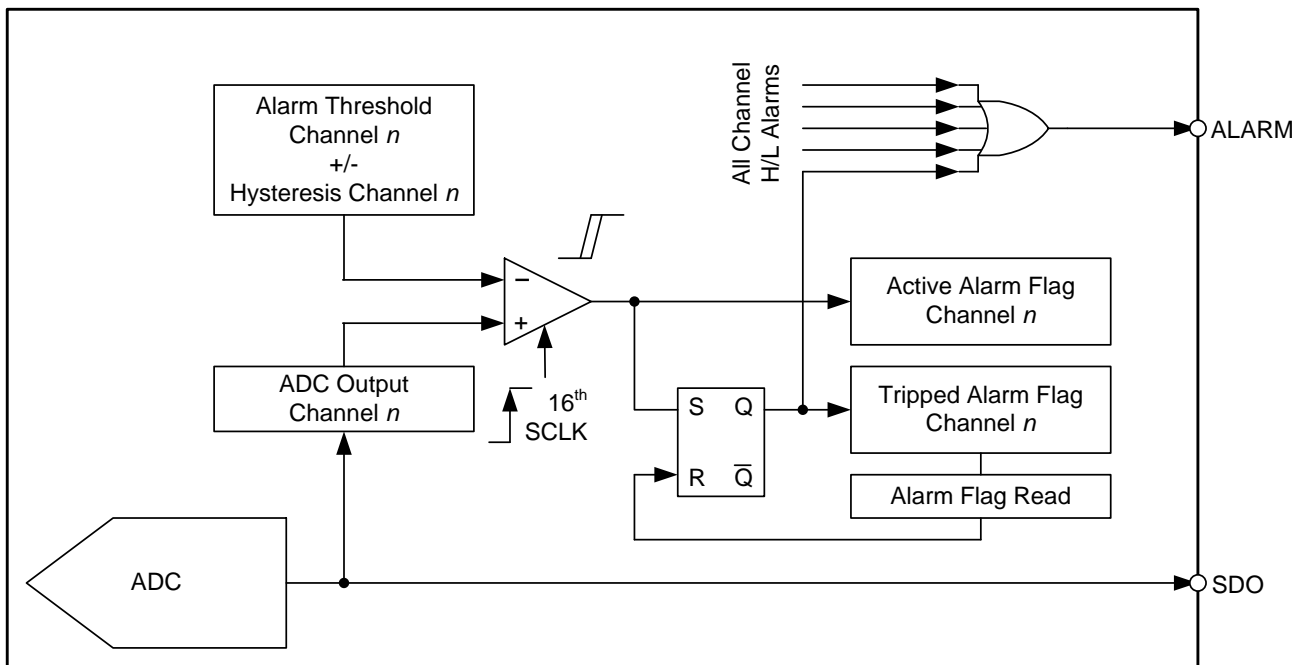 Alarm Threshold
Channel n
+/-
Hysteresis Channel n
All Channel
H/L Alarms
ALARM
−
+
Active Alarm Flag
Channel n
ADC Output
Channel n
16th
SCLK
S Q
R Q̅
Tripped Alarm Flag
Channel n
Alarm Flag Read
ADC
SDO